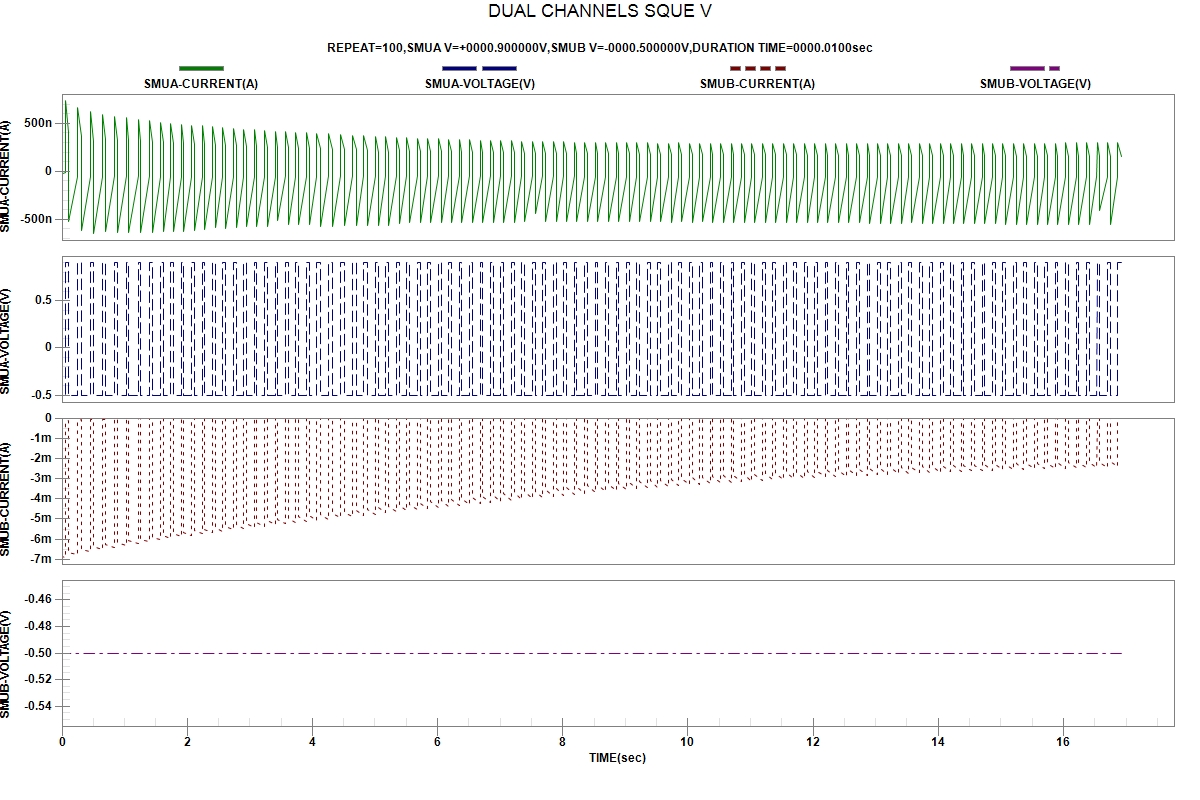 DUAL CHANNELS SQUE V
REPEAT=100,SMUA V=+0000.900000V,SMUB V=-0000.500000V,DURATION TIME=0000.0100sec
SMUA-CURRENT(A) SMUA-VOLTAGE(V) SMUB-CURRENT(A) SMUB-VOLTAGE(V)
SMUA-CURRENT(A)
500n
0
-500n
SMUA-VOLTAGE(V)
0.5
0
-0.5
SMUB-CURRENT(A)
0
-1m
-2m
-3m
-4m
-5m
-6m
-7m
SMUB-VOLTAGE(V)
-0.46
-0.48
-0.50
-0.52
-0.54
0 2 4 6 8 10 12 14 16
TIME(sec)